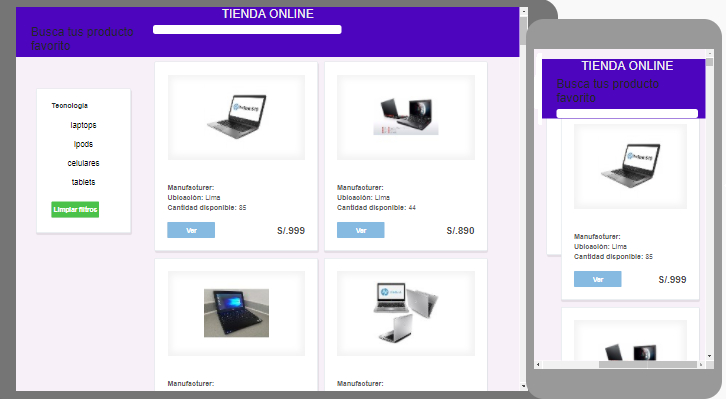 TIENDA ONLINE
Busca tus producto
favorito
Tecnología
laptops
ipods
celulares
tablets
Limpiar filtros
Manufacturer:
Ubicación: Lima
Cantidad disponible: 85
Ver
S/.999
Manufacturer:
Ubicación: Lima
Cantidad disponible: 44
Ver
S/.890
Manufacturer:
Manufacturer:
TIENDA ONLINE
Busca tus producto
favorito
Manufacturer:
Ubicación: Lima
Cantidad disponible: 85
Ver
S/.999